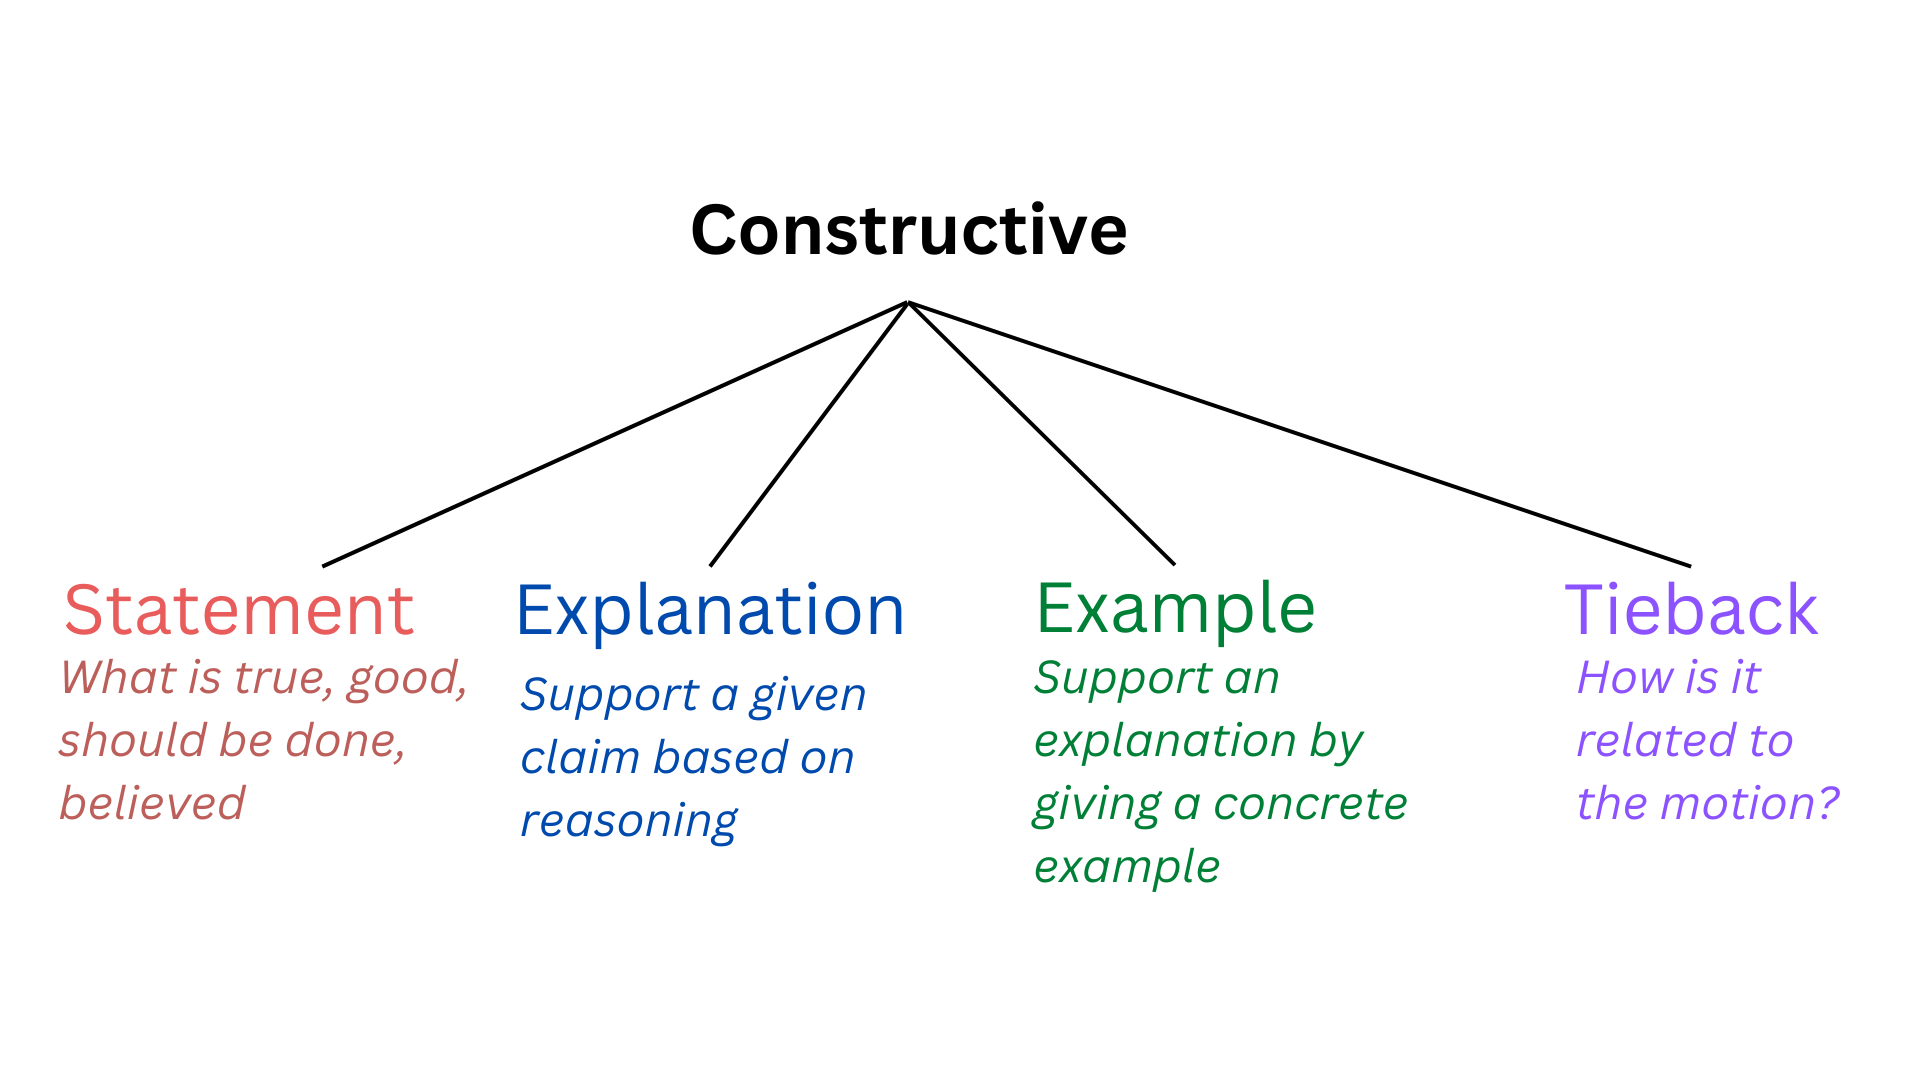 Constructive
Statement
What is true, good,
should be done,
believed
Explanation
Support a given
claim based on
reasoning
Example
Support an
explanation by
giving a concrete
example
Tieback
How is it
related to
the motion?